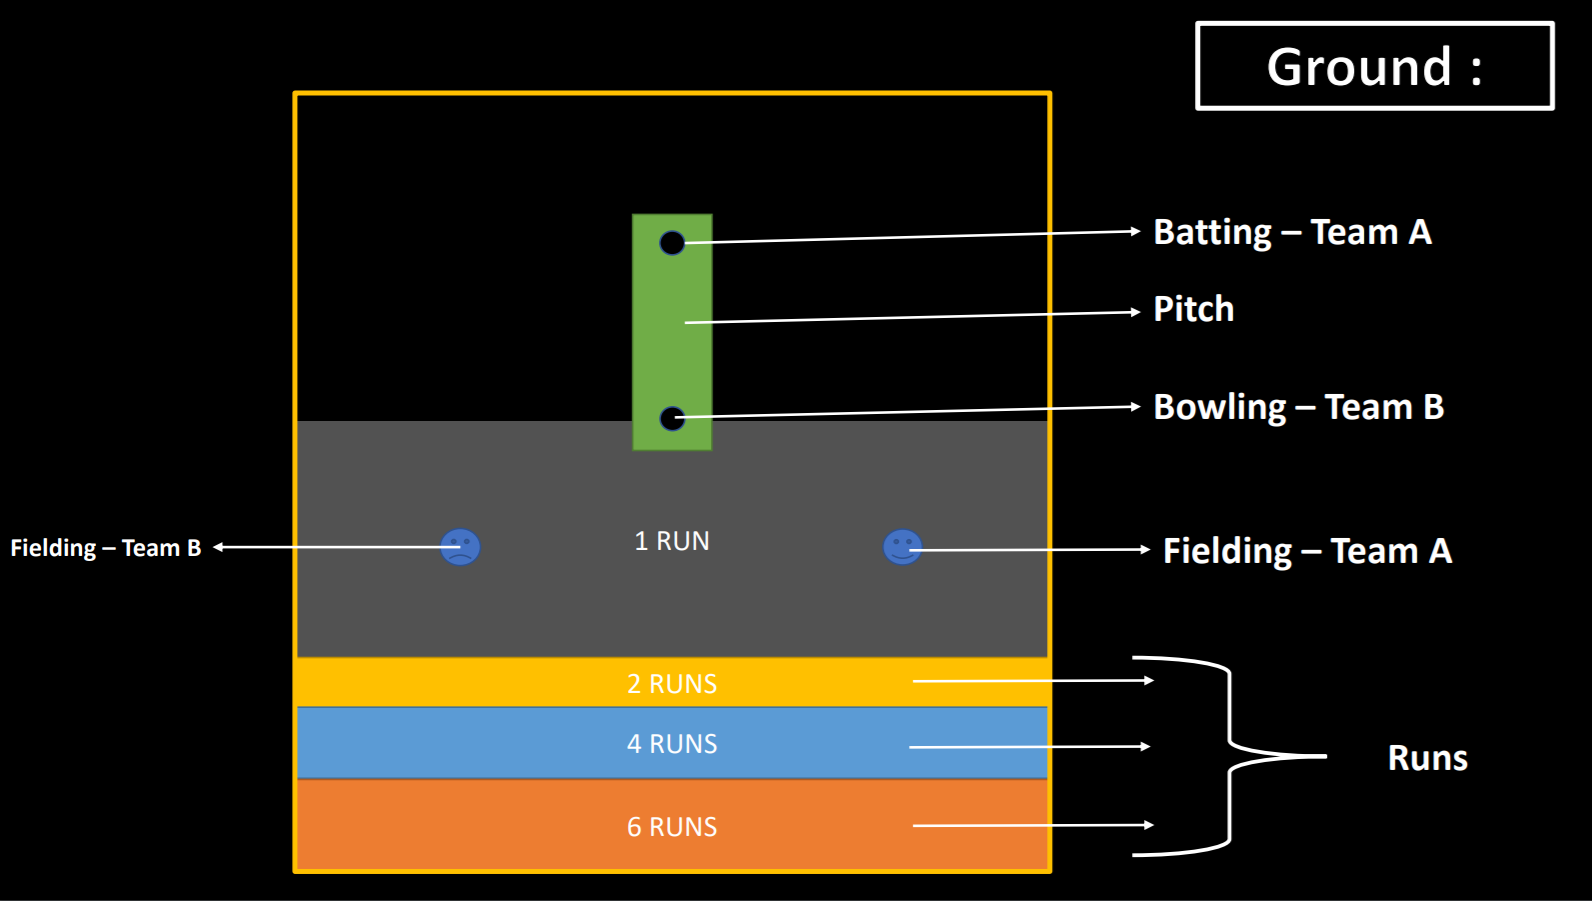 Ground :
Batting – Team A
Pitch
Bowling – Team B
Fielding – Team B
1 RUN
Fielding – Team A
2 RUNS
4 RUNS
Runs
6 RUNS